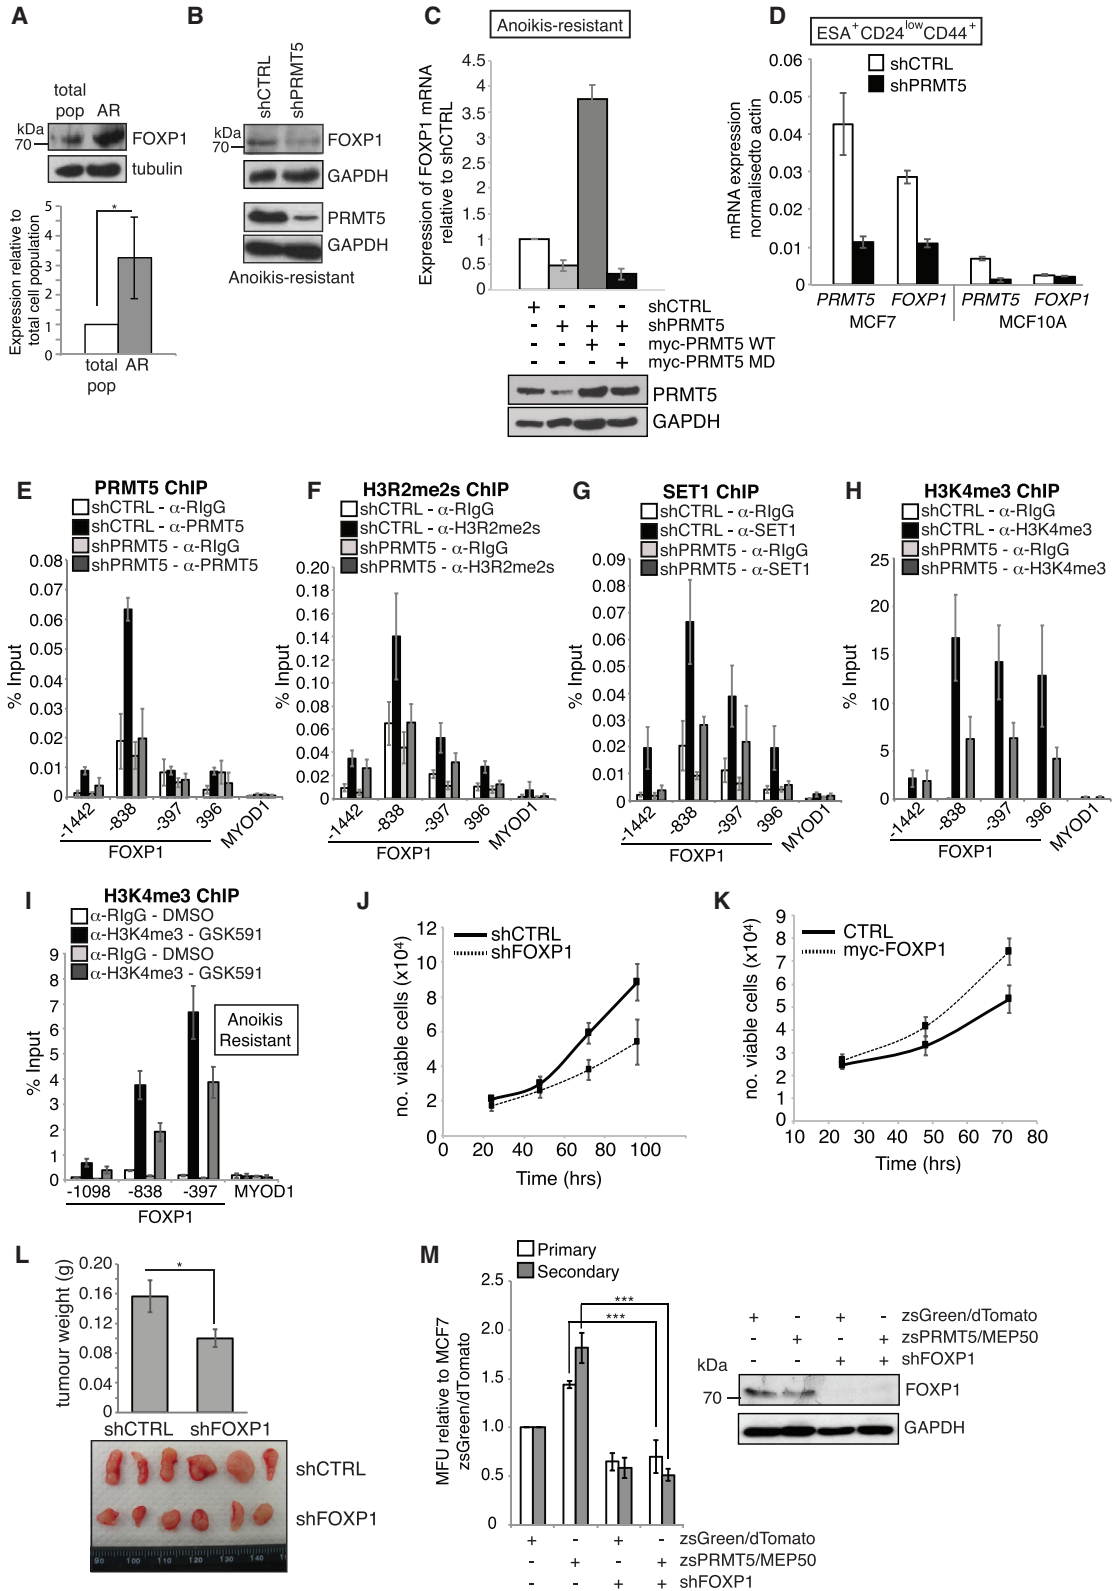 A
total pop
AR
kDa
70
FOXP1
tubulin
Expression relative to total cell population
5
4
3
2
1
0
*
total pop
AR
B
shCTRL
shPRMT5
kDa
70
FOXP1
GAPDH
PRMT5
GAPDH
Anoikis-resistant
C
Anoikis-resistant
Expression of FOXP1 mRNA relative to shCTRL
4.5
4
3.5
3
2.5
2
1.5
1
0.5
0
+ - - - shCTRL
- + + + shPRMT5
- - + - myc-PRMT5 WT
- - - + myc-PRMT5 MD
PRMT5
GAPDH
D
ESA+CD24lowCD44+
shCTRL
shPRMT5
mRNA expression normalisedto actin
0.06
0.05
0.04
0.03
0.02
0.01
0
PRMT5 FOXP1 PRMT5 FOXP1
MCF7 MCF10A
E
PRMT5 ChIP
shCTRL - α-RIgG
shCTRL - α-PRMT5
shPRMT5 - α-RIgG
shPRMT5 - α-PRMT5
% Input
0.08
0.07
0.06
0.05
0.04
0.03
0.02
0.01
0
-1442 -838 -397 396 MYOD1
FOXP1
F
H3R2me2s ChIP
shCTRL - α-RIgG
shCTRL - α-H3R2me2s
shPRMT5 - α-RIgG
shPRMT5 - α-H3R2me2s
% Input
0.20
0.18
0.16
0.14
0.12
0.10
0.08
0.06
0.04
0.02
0
-1442 -838 -397 396 MYOD1
FOXP1
G
SET1 ChIP
shCTRL - α-RIgG
shCTRL - α-SET1
shPRMT5 - α-RIgG
shPRMT5 - α-SET1
% Input
0.09
0.08
0.07
0.06
0.05
0.04
0.03
0.02
0.01
0
-1442 -838 -397 396 MYOD1
FOXP1
H
H3K4me3 ChIP
shCTRL - α-RIgG
shCTRL - α-H3K4me3
shPRMT5 - α-RIgG
shPRMT5 - α-H3K4me3
% Input
25
20
15
10
5
0
-1442 -838 -397 396 MYOD1
FOXP1
I
H3K4me3 ChIP
α-RIgG - DMSO
α-H3K4me3 - GSK591
α-RIgG - DMSO
α-H3K4me3 - GSK591
Anoikis
Resistant
% Input
9
8
7
6
5
4
3
2
1
0
-1098 -838 -397 MYOD1
FOXP1
J
shCTRL
shFOXP1
no. viable cells (x10⁴)
12
10
8
6
4
2
0
0 20 40 60 80 100
Time (hrs)
K
CTRL
myc-FOXP1
no. viable cells (x10⁴)
9
8
7
6
5
4
3
2
1
0
10 20 30 40 50 60 70 80
Time (hrs)
L
tumour weight (g)
0.20
0.16
0.12
0.08
0.04
0
*
shCTRL shFOXP1
shCTRL
shFOXP1
90 100 110 120 130 140
M
Primary
Secondary
MFU relative to MCF7 zsGreen/dTomato
2.5
2.0
1.5
1.0
0.5
0
***
***
+ - + - zsGreen/dTomato
- + - + zsPRMT5/MEP50
- - + + shFOXP1
+ - + - zsGreen/dTomato
- + - + zsPRMT5/MEP50
- - + + shFOXP1
kDa
70
FOXP1
GAPDH